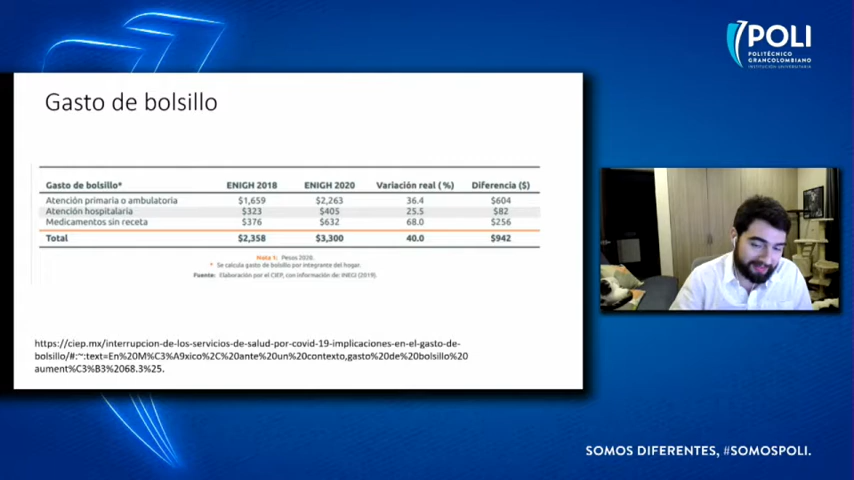 POLI
POLITÉCNICO
GRANCOLOMBIANO
INSTITUCIÓN UNIVERSITARIA
Gasto de bolsillo
Gasto de bolsillo* ENIGH 2018 ENIGH 2020 Variación real (%) Diferencia ($)
Atención primaria o ambulatoria $1,659 $2,263 36.4 $604
Atención hospitalaria $323 $405 25.5 $82
Medicamentos sin receta $376 $632 68.0 $256
Total $2,358 $3,300 40.0 $942
Nota 1: Pesos 2020.
* Se calcula gasto de bolsillo por integrante del hogar.
Fuente: Elaboración por el CIEP, con información de: INEGI (2019).
https://ciep.mx/interrupcion-de-los-servicios-de-salud-por-covid-19-implicaciones-en-el-gasto-de-
bolsillo/#:~:text=En%20M%C3%A9xico%2C%20ante%20un%20contexto,gasto%20de%20bolsillo%20
aument%C3%B3%2068.3%25.
SOMOS DIFERENTES, #SOMOSPOLI.